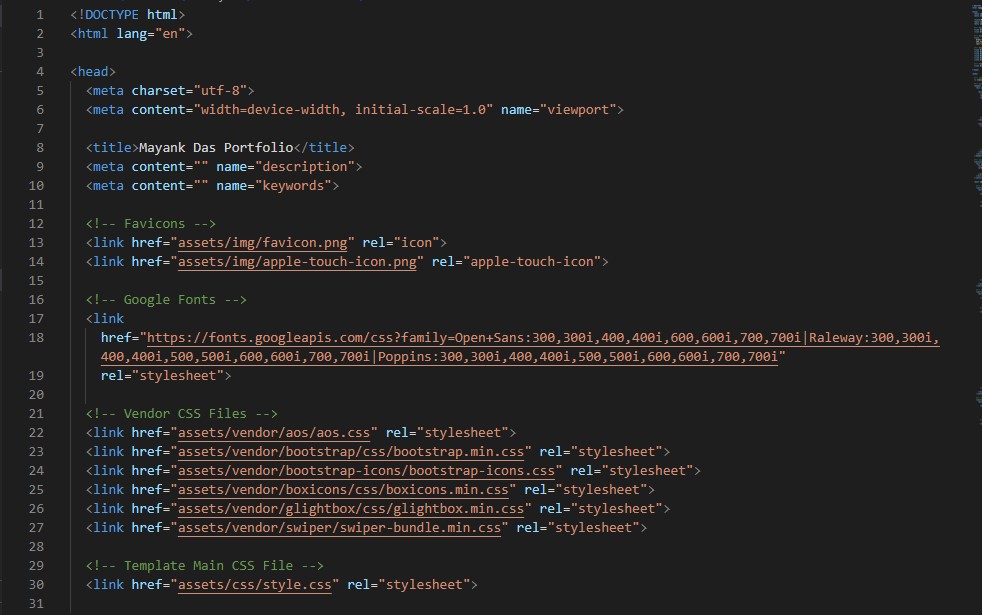 1 <!DOCTYPE html>
2 <html lang="en">
3
4 <head>
5 <meta charset="utf-8">
6 <meta content="width=device-width, initial-scale=1.0" name="viewport">
7
8 <title>Mayank Das Portfolio</title>
9 <meta content="" name="description">
10 <meta content="" name="keywords">
11
12 <!-- Favicons -->
13 <link href="assets/img/favicon.png" rel="icon">
14 <link href="assets/img/apple-touch-icon.png" rel="apple-touch-icon">
15
16 <!-- Google Fonts -->
17 <link
18 href="https://fonts.googleapis.com/css?family=Open+Sans:300,300i,400,400i,600,600i,700,700i|Raleway:300,300i,
400,400i,500,500i,600,600i,700,700i|Poppins:300,300i,400,400i,500,500i,600,600i,700,700i"
19 rel="stylesheet">
20
21 <!-- Vendor CSS Files -->
22 <link href="assets/vendor/aos/aos.css" rel="stylesheet">
23 <link href="assets/vendor/bootstrap/css/bootstrap.min.css" rel="stylesheet">
24 <link href="assets/vendor/bootstrap-icons/bootstrap-icons.css" rel="stylesheet">
25 <link href="assets/vendor/boxicons/css/boxicons.min.css" rel="stylesheet">
26 <link href="assets/vendor/glightbox/css/glightbox.min.css" rel="stylesheet">
27 <link href="assets/vendor/swiper/swiper-bundle.min.css" rel="stylesheet">
28
29 <!-- Template Main CSS File -->
30 <link href="assets/css/style.css" rel="stylesheet">
31